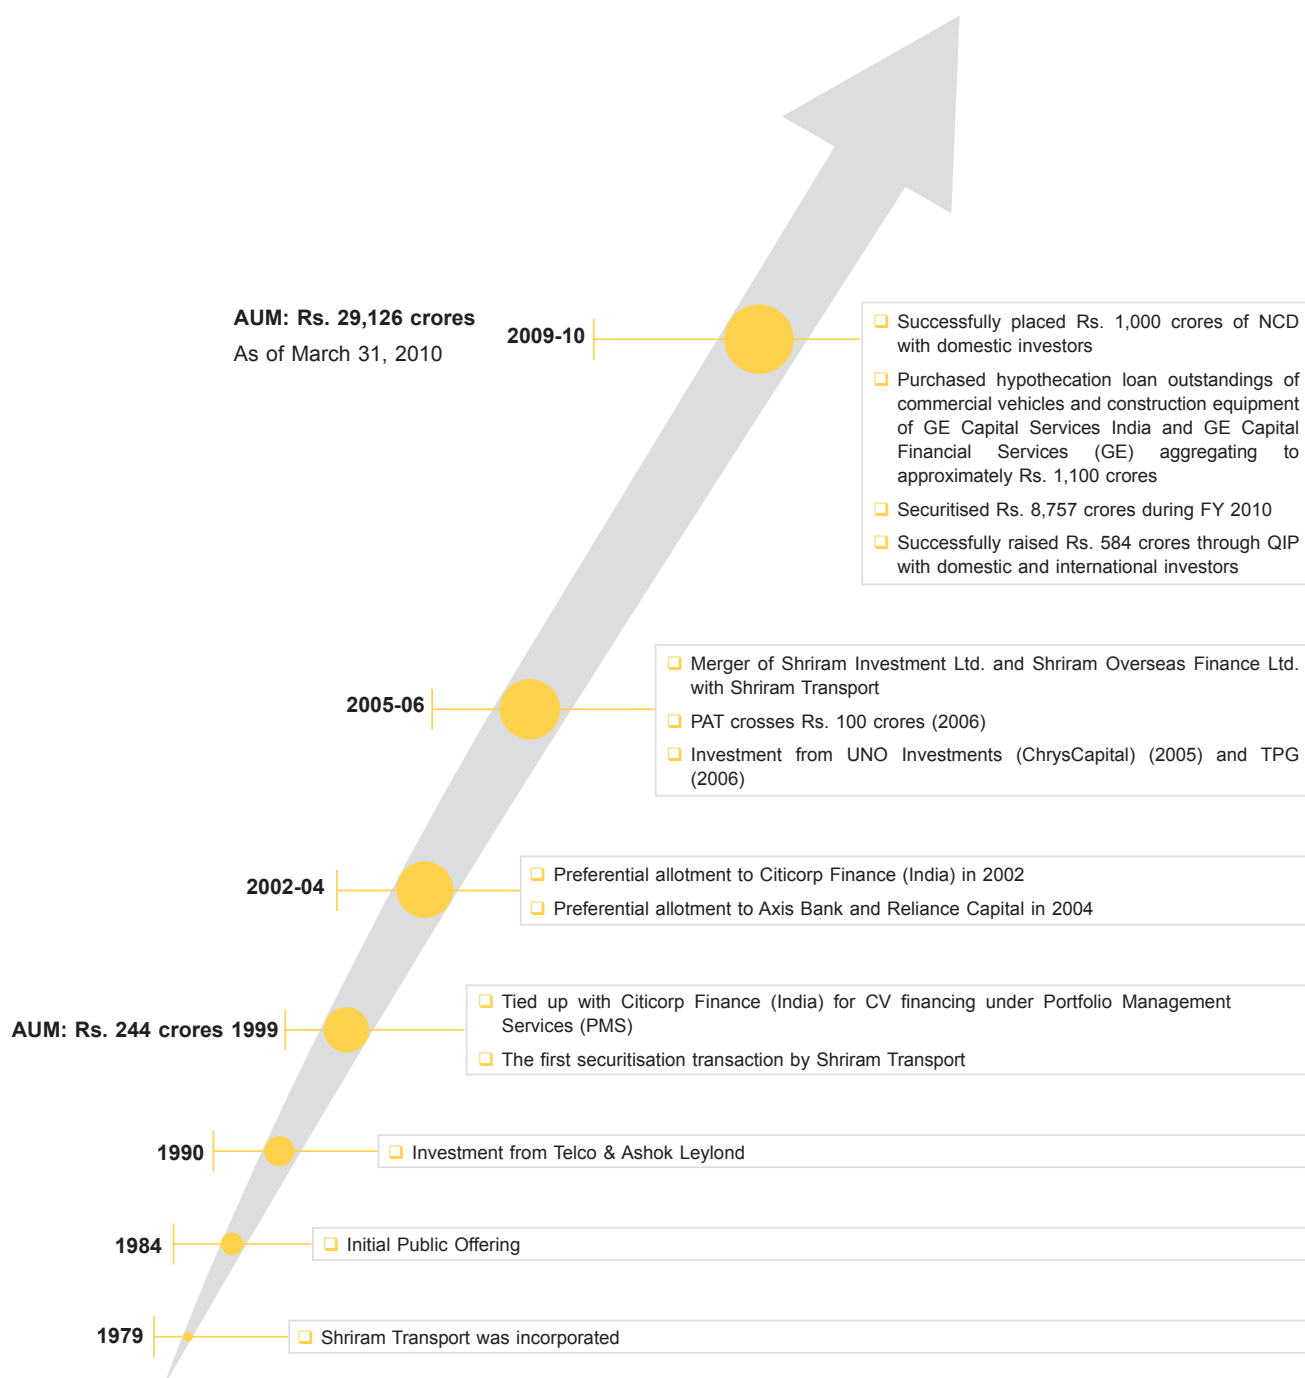 AUM: Rs. 29,126 crores
As of March 31, 2010
2009-10
❑ Successfully placed Rs. 1,000 crores of NCD
with domestic investors
❑ Purchased hypothecation loan outstandings of
commercial vehicles and construction equipment
of GE Capital Services India and GE Capital
Financial Services (GE) aggregating to
approximately Rs. 1,100 crores
❑ Securitised Rs. 8,757 crores during FY 2010
❑ Successfully raised Rs. 584 crores through QIP
with domestic and international investors
2005-06
❑ Merger of Shriram Investment Ltd. and Shriram Overseas Finance Ltd.
with Shriram Transport
❑ PAT crosses Rs. 100 crores (2006)
❑ Investment from UNO Investments (ChrysCapital) (2005) and TPG
(2006)
2002-04
❑ Preferential allotment to Citicorp Finance (India) in 2002
❑ Preferential allotment to Axis Bank and Reliance Capital in 2004
AUM: Rs. 244 crores 1999
❑ Tied up with Citicorp Finance (India) for CV financing under Portfolio Management
Services (PMS)
❑ The first securitisation transaction by Shriram Transport
1990
❑ Investment from Telco & Ashok Leylond
1984
❑ Initial Public Offering
1979
❑ Shriram Transport was incorporated